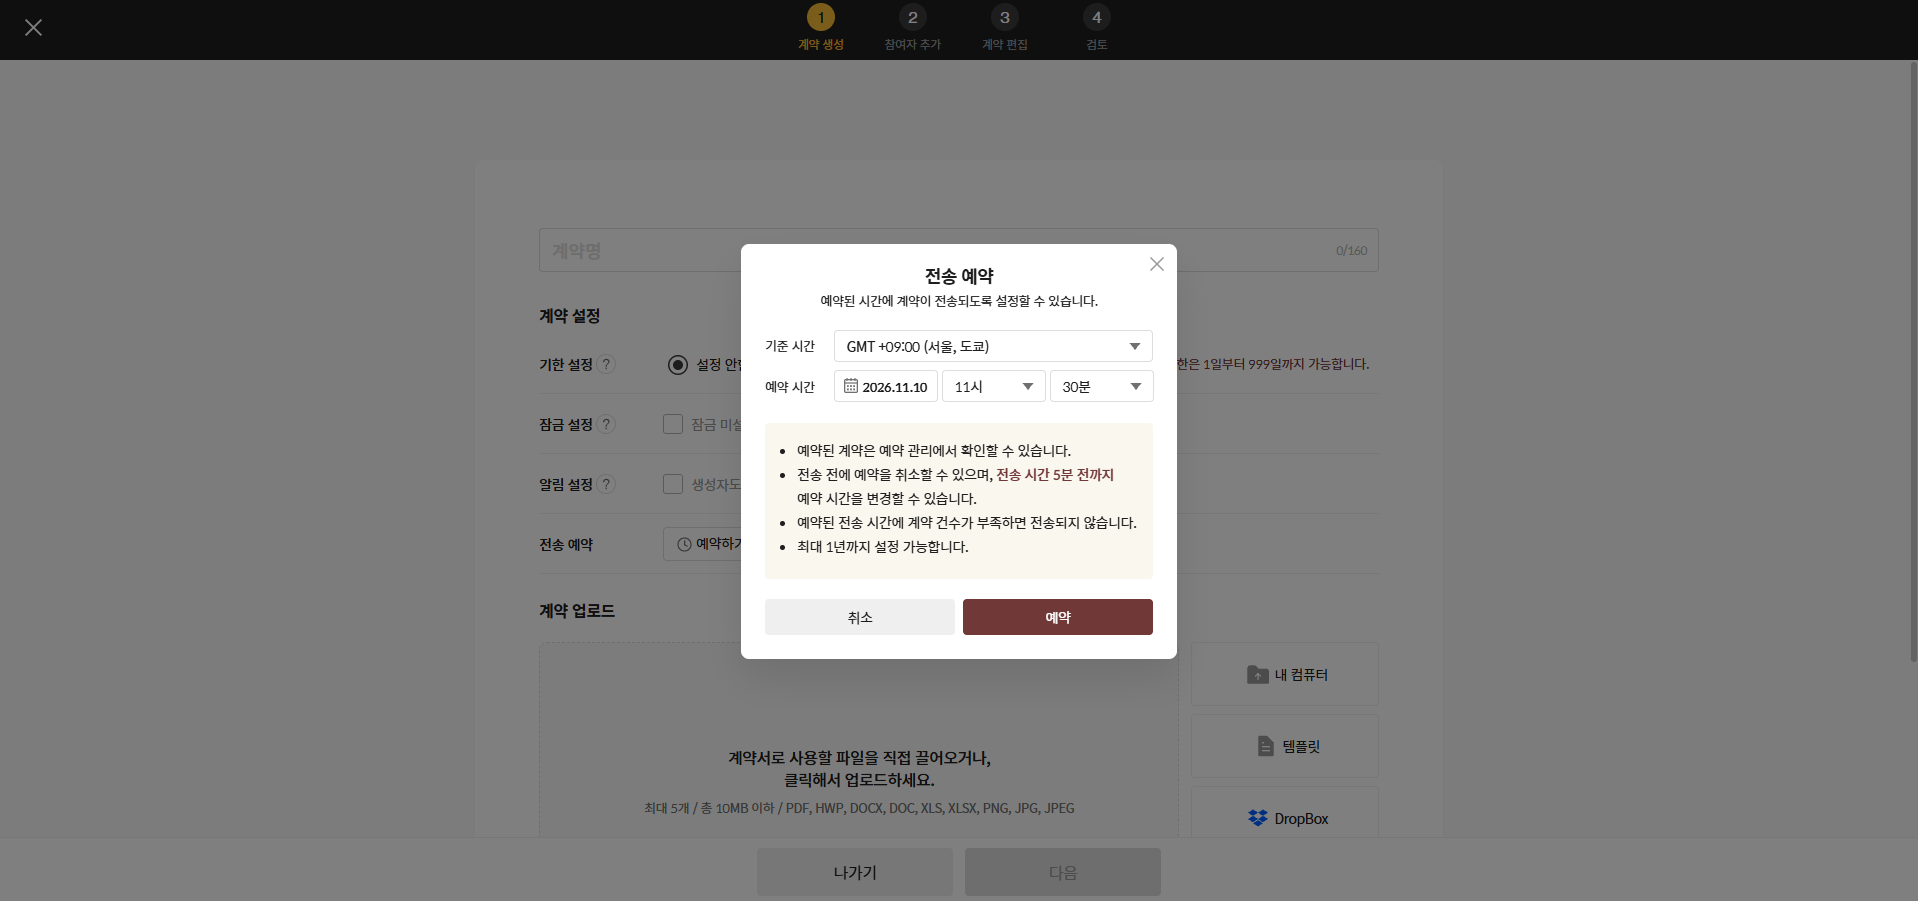 1
계약 생성
2
참여자 추가
3
계약 편집
4
검토
계약명
0/160
계약 설정
기한 설정 ?
설정 안
한은 1일부터 999일까지 가능합니다.
잠금 설정 ?
잠금 미설
알림 설정 ?
생성자도
전송 예약
예약하기
계약 업로드
계약서로 사용할 파일을 직접 끌어오거나,
클릭해서 업로드하세요.
최대 5개 / 총 10MB 이하 / PDF, HWP, DOCX, DOC, XLS, XLSX, PNG, JPG, JPEG
내 컴퓨터
템플릿
DropBox
나가기
다음
전송 예약
예약된 시간에 계약이 전송되도록 설정할 수 있습니다.
기준 시간
GMT +09:00 (서울, 도쿄)
예약 시간
2026.11.10
11시
30분
• 예약된 계약은 예약 관리에서 확인할 수 있습니다.
• 전송 전에 예약을 취소할 수 있으며, 전송 시간 5분 전까지
예약 시간을 변경할 수 있습니다.
• 예약된 전송 시간에 계약 건수가 부족하면 전송되지 않습니다.
• 최대 1년까지 설정 가능합니다.
취소
예약